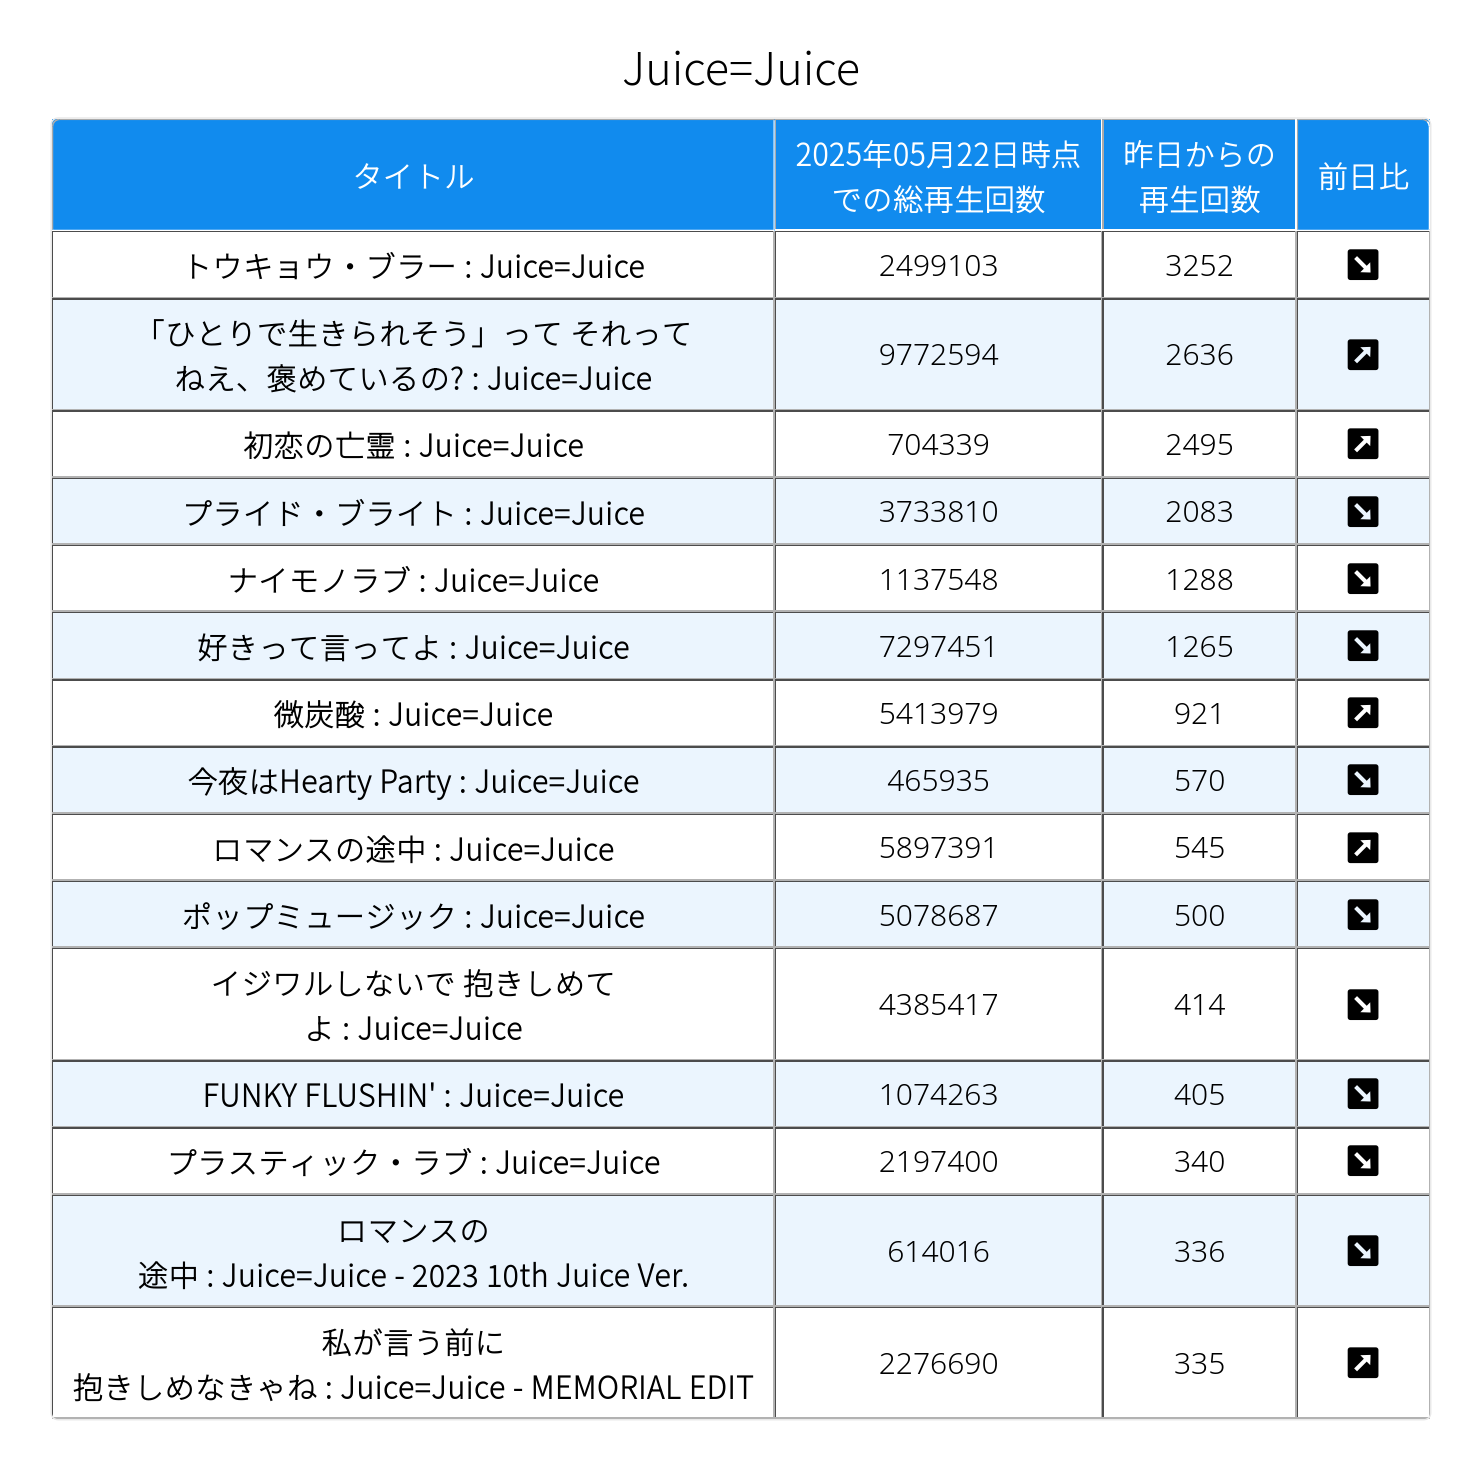 Juice=Juice
タイトル
2025年05月22日時点
での総再生回数
昨日からの
再生回数
前日比
トウキョウ・ブラー : Juice=Juice
2499103
3252
「ひとりで生きられそう」って それって
ねえ、褒めているの? : Juice=Juice
9772594
2636
初恋の亡霊 : Juice=Juice
704339
2495
プライド・ブライト : Juice=Juice
3733810
2083
ナイモノラブ : Juice=Juice
1137548
1288
好きって言ってよ : Juice=Juice
7297451
1265
微炭酸 : Juice=Juice
5413979
921
今夜はHearty Party : Juice=Juice
465935
570
ロマンスの途中 : Juice=Juice
5897391
545
ポップミュージック : Juice=Juice
5078687
500
イジワルしないで 抱きしめて
よ : Juice=Juice
4385417
414
FUNKY FLUSHIN' : Juice=Juice
1074263
405
プラスティック・ラブ : Juice=Juice
2197400
340
ロマンスの
途中 : Juice=Juice - 2023 10th Juice Ver.
614016
336
私が言う前に
抱きしめなきゃね : Juice=Juice - MEMORIAL EDIT
2276690
335